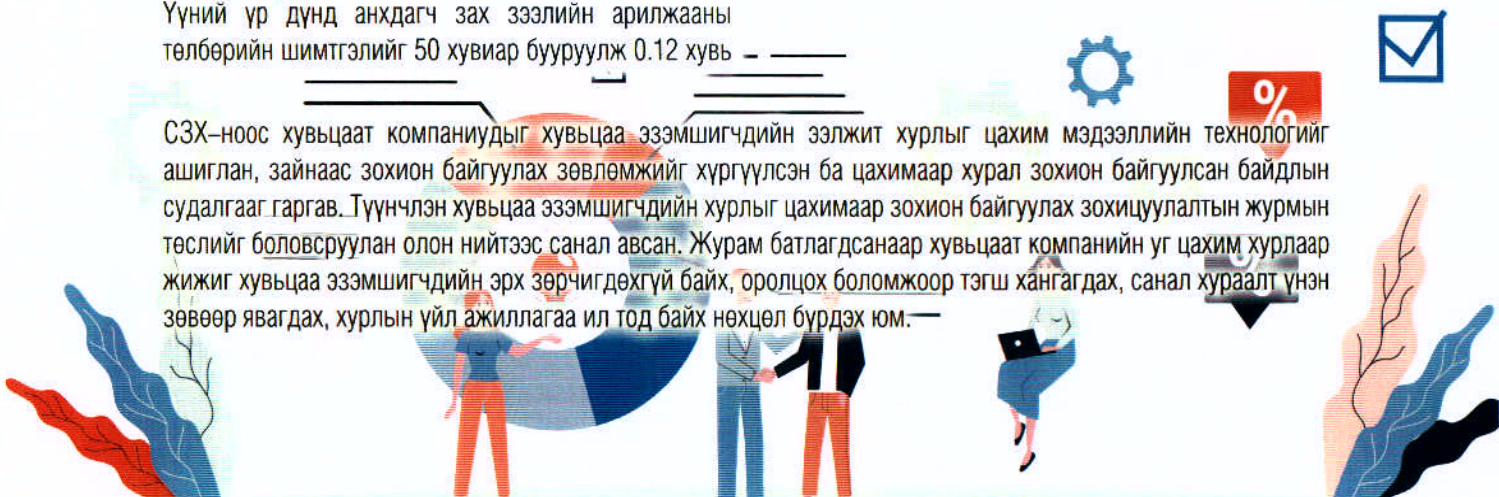 Үүний үр дүнд анхдагч зах зээлийн арилжааны
төлбөрийн шимтгэлийг 50 хувиар бууруулж 0.12 хувь
%
СЗХ–ноос хувьцаат компаниудыг хувьцаа эзэмшигчдийн ээлжит хурлыг цахим мэдээллийн технологийг
ашиглан, зайнаас зохион байгуулах зөвлөмжийг хүргүүлсэн ба цахимаар хурал зохион байгуулсан байдлын
судалгааг гаргав. Түүнчлэн хувьцаа эзэмшигчдийн хурлыг цахимаар зохион байгуулах зохицуулалтын журмын
төслийг боловсруулан олон нийтээс санал авсан. Журам батлагдсанаар хувьцаат компанийн уг цахим хурлаар
жижиг хувьцаа эзэмшигчдийн эрх зөрчигдөхгүй байх, оролцох боломжоор тэгш хангагдах, санал хураалт үнэн
зөвөөр явагдах, хурлын үйл ажиллагаа ил тод байх нөхцөл бүрдэх юм.